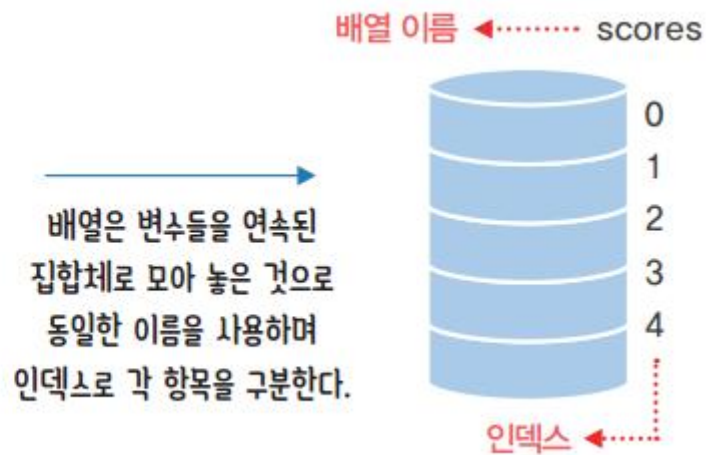 배열 이름 scores
0
1
2
3
4
배열은 변수들을 연속된
집합체로 모아 놓은 것으로
동일한 이름을 사용하며
인덱스로 각 항목을 구분한다.
인덱스